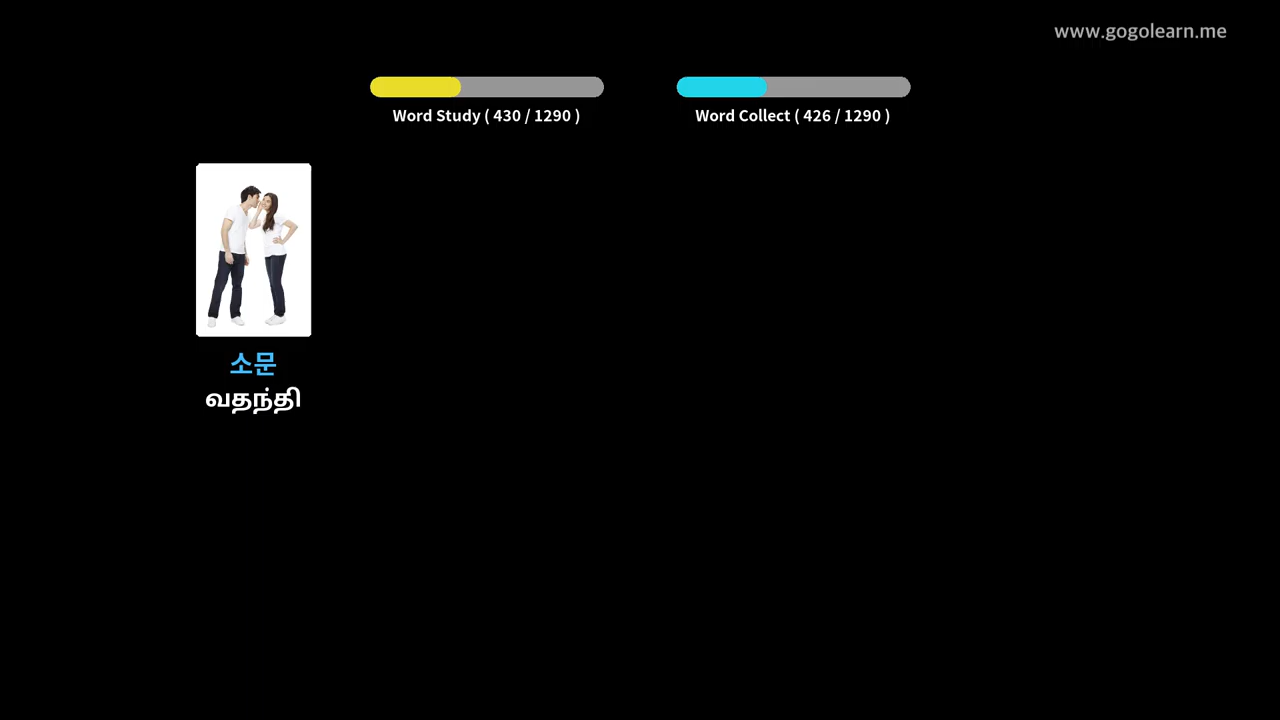 www.gogolearn.me
Word Study ( 430 / 1290 )
Word Collect ( 426 / 1290 )
소문
வதந்தி